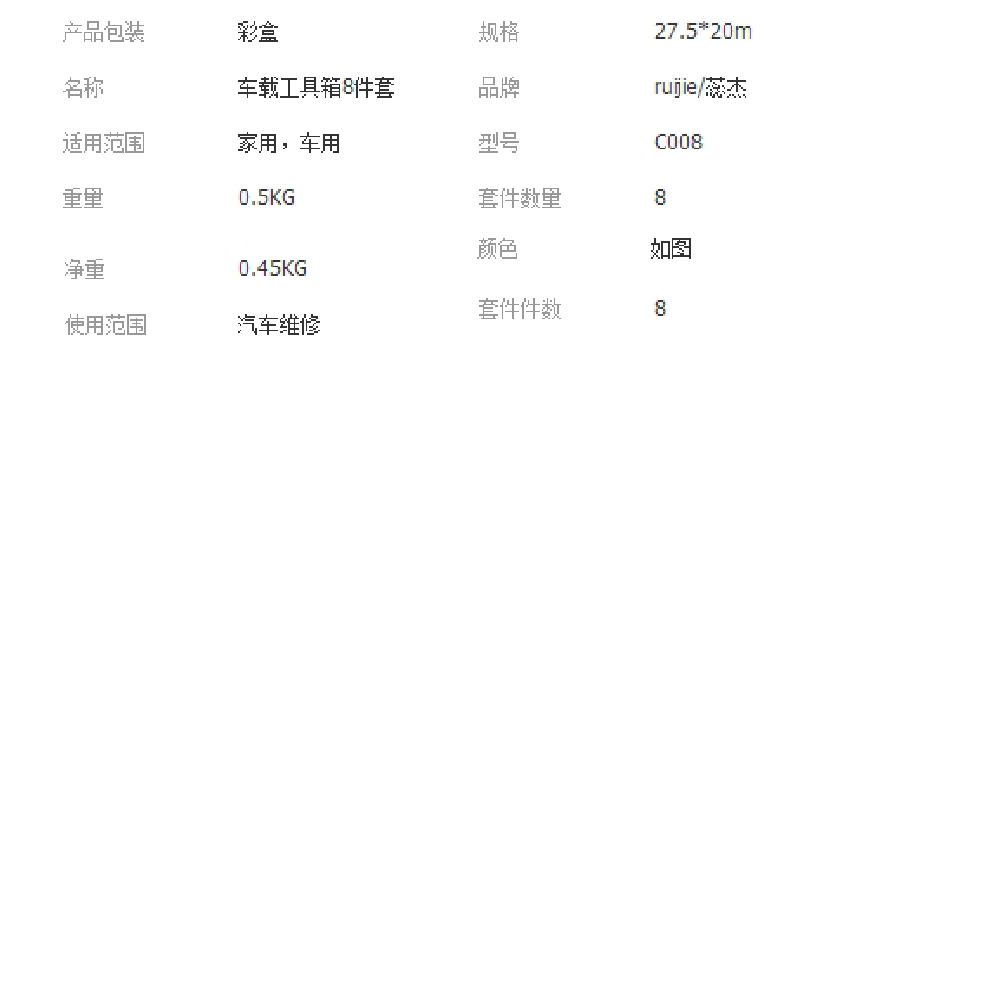 产品包装 彩盒 规格 27.5*20m
名称 车载工具箱8件套 品牌 ruijie/蕊杰
适用范围 家用，车用 型号 C008
重量 0.5KG 套件数量 8
颜色 如图
净重 0.45KG
套件件数 8
使用范围 汽车维修